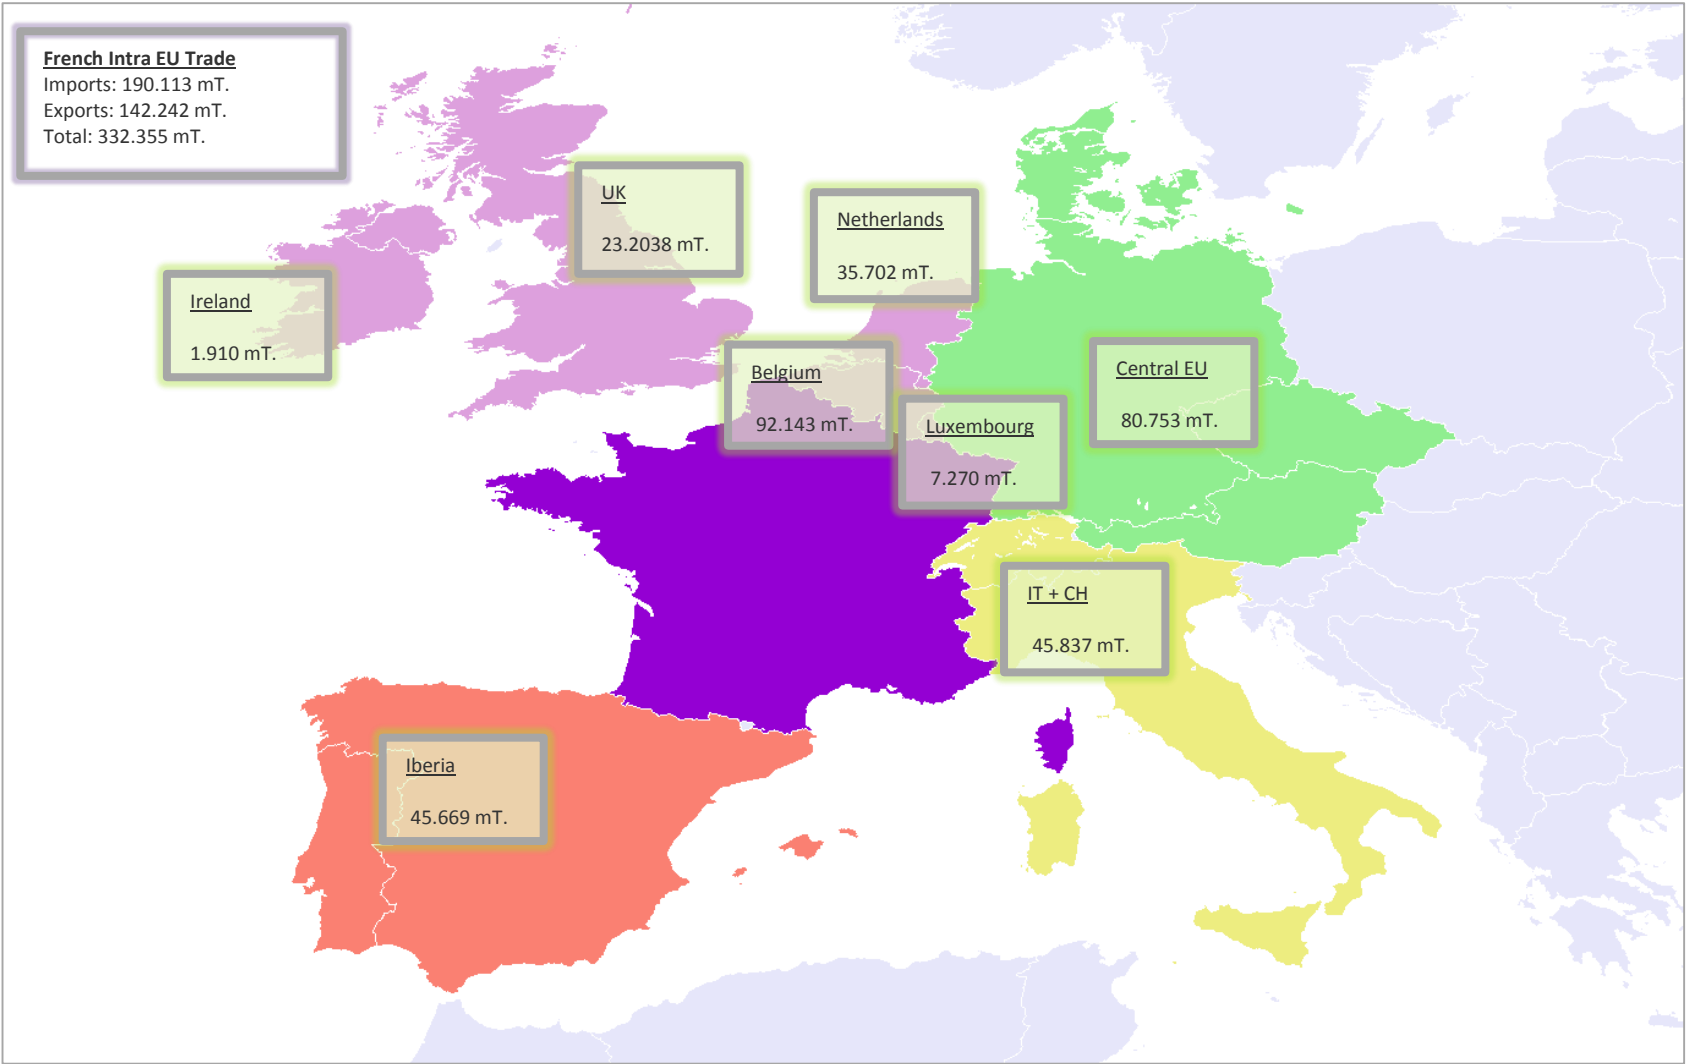 French Intra EU Trade
Imports: 190.113 mT.
Exports: 142.242 mT.
Total: 332.355 mT.
UK
23.2038 mT.
Netherlands
35.702 mT.
Ireland
1.910 mT.
Belgium
92.143 mT.
Central EU
80.753 mT.
Luxembourg
7.270 mT.
IT + CH
45.837 mT.
Iberia
45.669 mT.